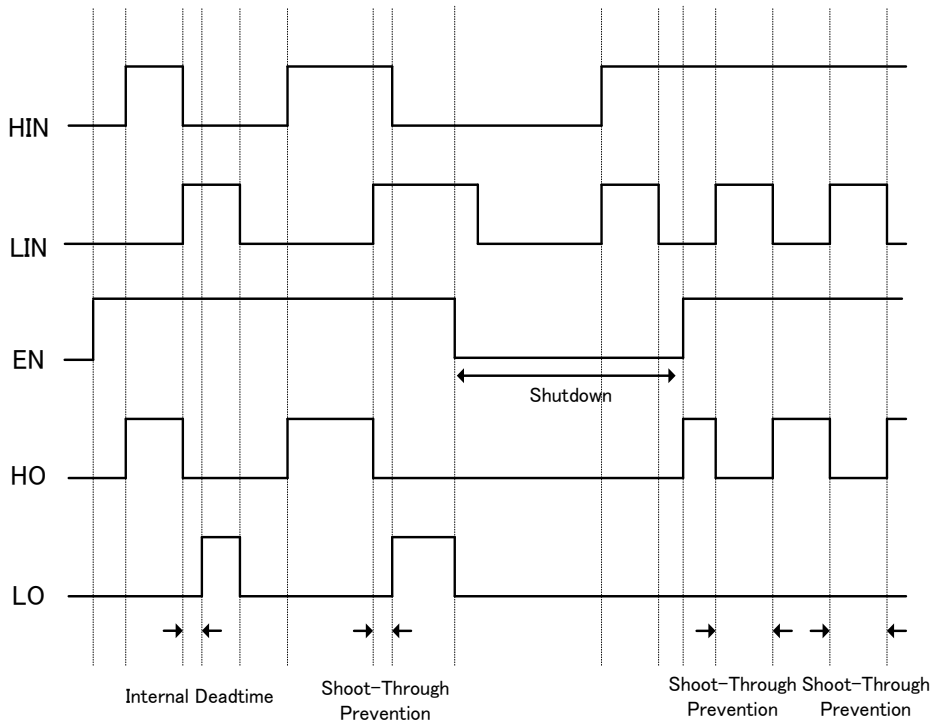 HIN
LIN
EN
Shutdown
HO
LO
Internal Deadtime
Shoot-Through
Prevention
Shoot-Through
Prevention
Shoot-Through
Prevention